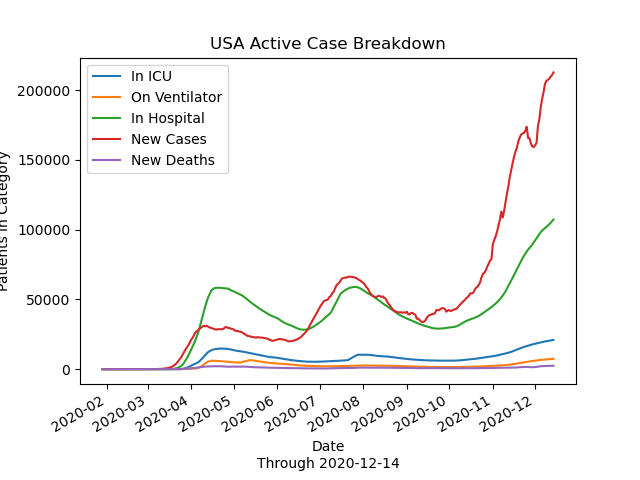 USA Active Case Breakdown
In ICU
On Ventilator
In Hospital
New Cases
New Deaths
Patients in Category
200000
150000
100000
50000
0
2020-02
2020-03
2020-04
2020-05
2020-06
2020-07
2020-08
2020-09
2020-10
2020-11
2020-12
Date
Through 2020-12-14